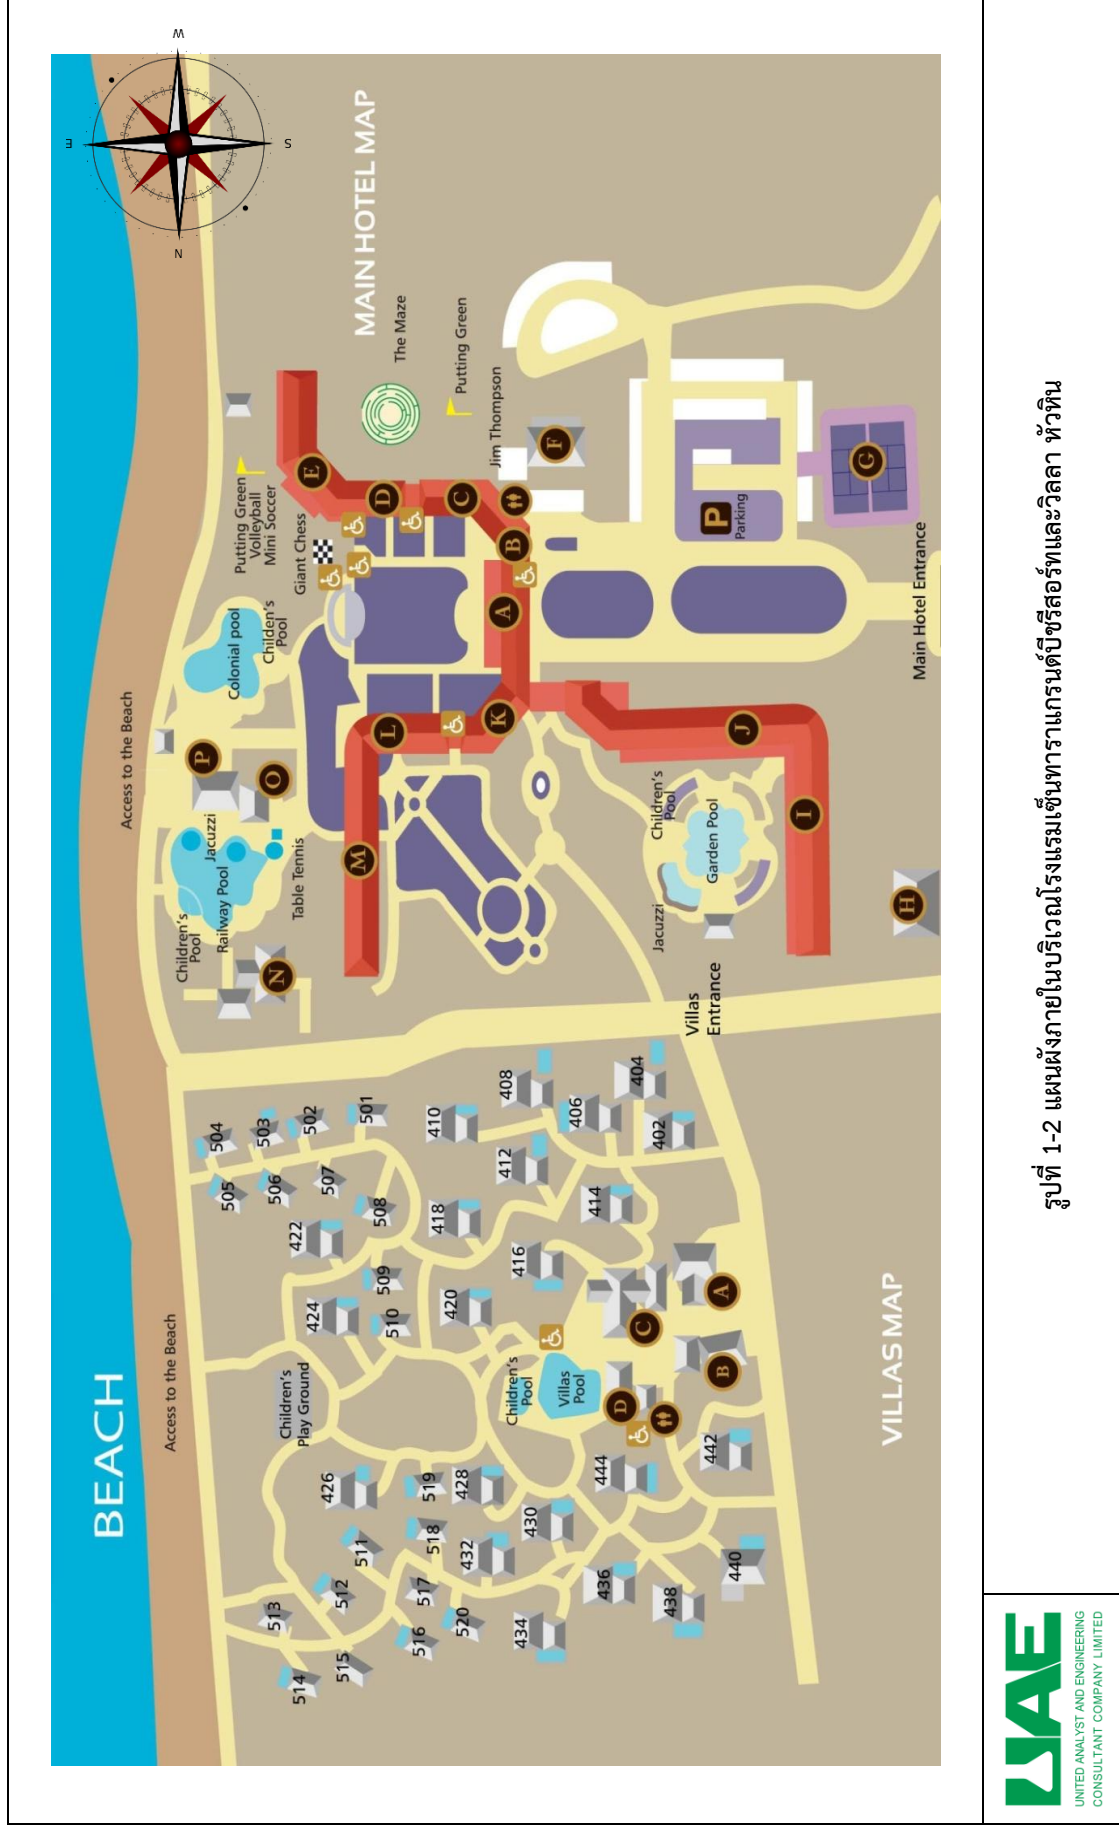 BEACH
Access to the Beach
Access to the Beach
MAIN HOTEL MAP
W
E
S
N
The Maze
Putting Green
Jim Thompson
Putting Green
Volleyball
Mini Soccer
Giant Chess
Colonial pool
Childen's
Pool
Children's
Pool
Railway Pool
Jacuzzi
Table Tennis
Children's
Pool
Garden Pool
Jacuzzi
P
Parking
Main Hotel Entrance
Villas
Entrance
A
B
C
D
E
F
G
H
I
J
K
L
M
N
O
P
VILLAS MAP
Children's
Play Ground
Children's
Pool
Villas
Pool
A
B
C
D
402
404
406
408
410
412
414
416
418
420
422
424
426
428
430
432
434
436
438
440
442
444
501
502
503
504
505
506
507
508
509
510
511
512
513
514
515
516
517
518
519
520
รูปที่ 1-2 แผนผังภายในบริเวณโรงแรมเซ็นทาราแกรนด์บีชรีสอร์ทและวิลลา หัวหิน
UAE
UNITED ANALYST AND ENGINEERING
CONSULTANT COMPANY LIMITED